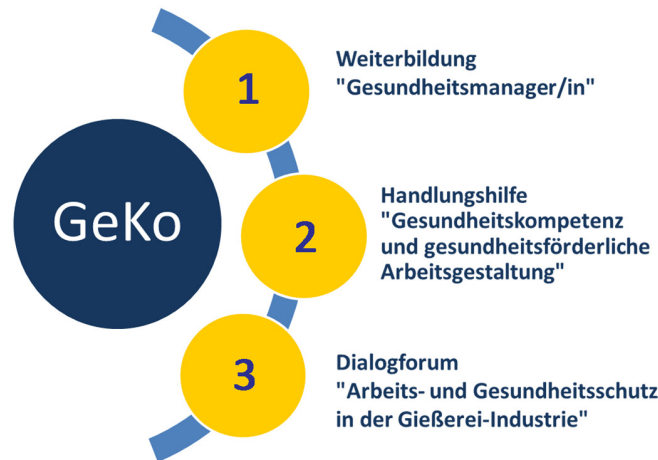 GeKo
1
Weiterbildung
"Gesundheitsmanager/in"
2
Handlungshilfe
"Gesundheitskompetenz
und gesundheitsförderliche
Arbeitsgestaltung"
3
Dialogforum
"Arbeits- und Gesundheitsschutz
in der Gießerei-Industrie"